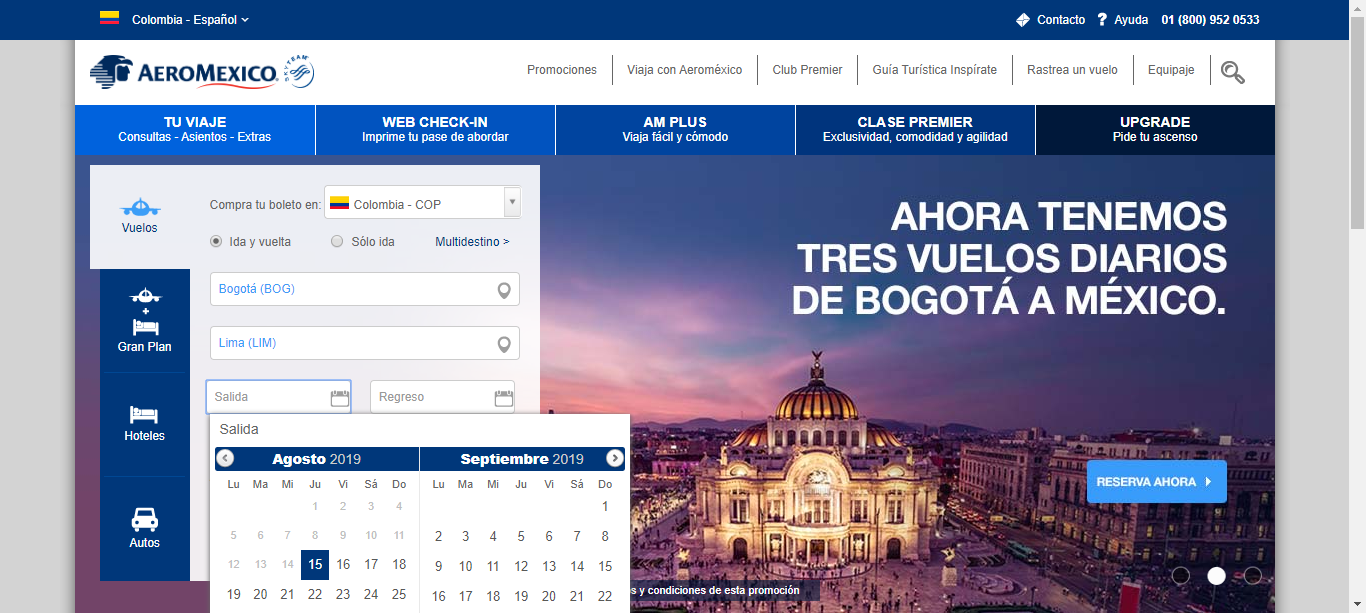 Colombia - Español
Contacto
Ayuda
01 (800) 952 0533
AEROMEXICO
SKYTEAM
Promociones
Viaja con Aeroméxico
Club Premier
Guía Turística Inspírate
Rastrea un vuelo
Equipaje
TU VIAJE
Consultas - Asientos - Extras
WEB CHECK-IN
Imprime tu pase de abordar
AM PLUS
Viaja fácil y cómodo
CLASE PREMIER
Exclusividad, comodidad y agilidad
UPGRADE
Pide tu ascenso
Vuelos
+
Gran Plan
Hoteles
Autos
Compra tu boleto en:
Colombia - COP
Ida y vuelta
Sólo ida
Multidestino >
Bogotá (BOG)
Lima (LIM)
Salida
Regreso
Salida
Agosto 2019
Lu Ma Mi Ju Vi Sá Do
1 2 3 4
5 6 7 8 9 10 11
12 13 14 15 16 17 18
19 20 21 22 23 24 25
Septiembre 2019
Lu Ma Mi Ju Vi Sá Do
1
2 3 4 5 6 7 8
9 10 11 12 13 14 15
16 17 18 19 20 21 22
AHORA TENEMOS
TRES VUELOS DIARIOS
DE BOGOTÁ A MÉXICO.
RESERVA AHORA
s y condiciones de esta promoción